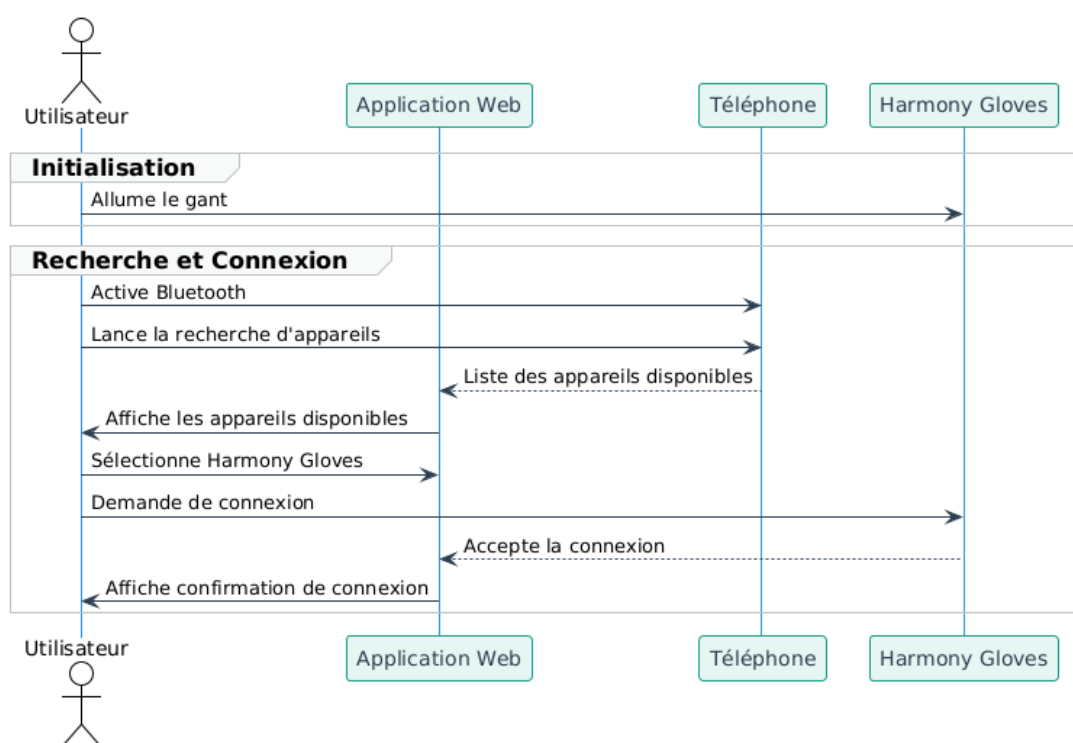 Utilisateur
Application Web
Téléphone
Harmony Gloves
Initialisation
Allume le gant
Recherche et Connexion
Active Bluetooth
Lance la recherche d'appareils
Liste des appareils disponibles
Affiche les appareils disponibles
Sélectionne Harmony Gloves
Demande de connexion
Accepte la connexion
Affiche confirmation de connexion
Utilisateur
Application Web
Téléphone
Harmony Gloves